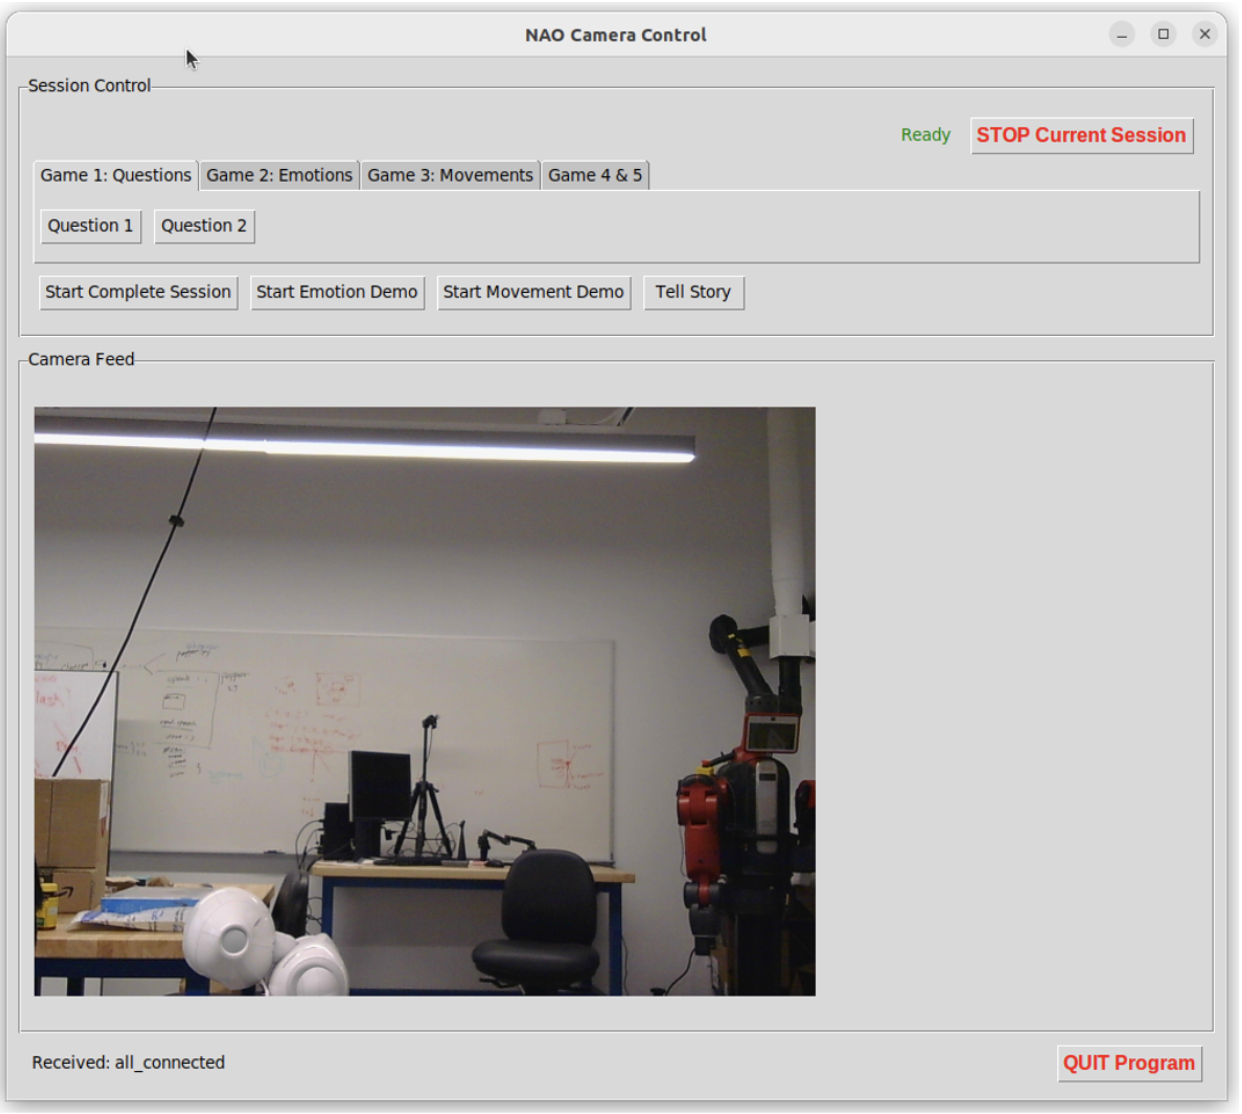 NAO Camera Control
Session Control
Ready
STOP Current Session
Game 1: Questions
Game 2: Emotions
Game 3: Movements
Game 4 & 5
Question 1
Question 2
Start Complete Session
Start Emotion Demo
Start Movement Demo
Tell Story
Camera Feed
Received: all_connected
QUIT Program